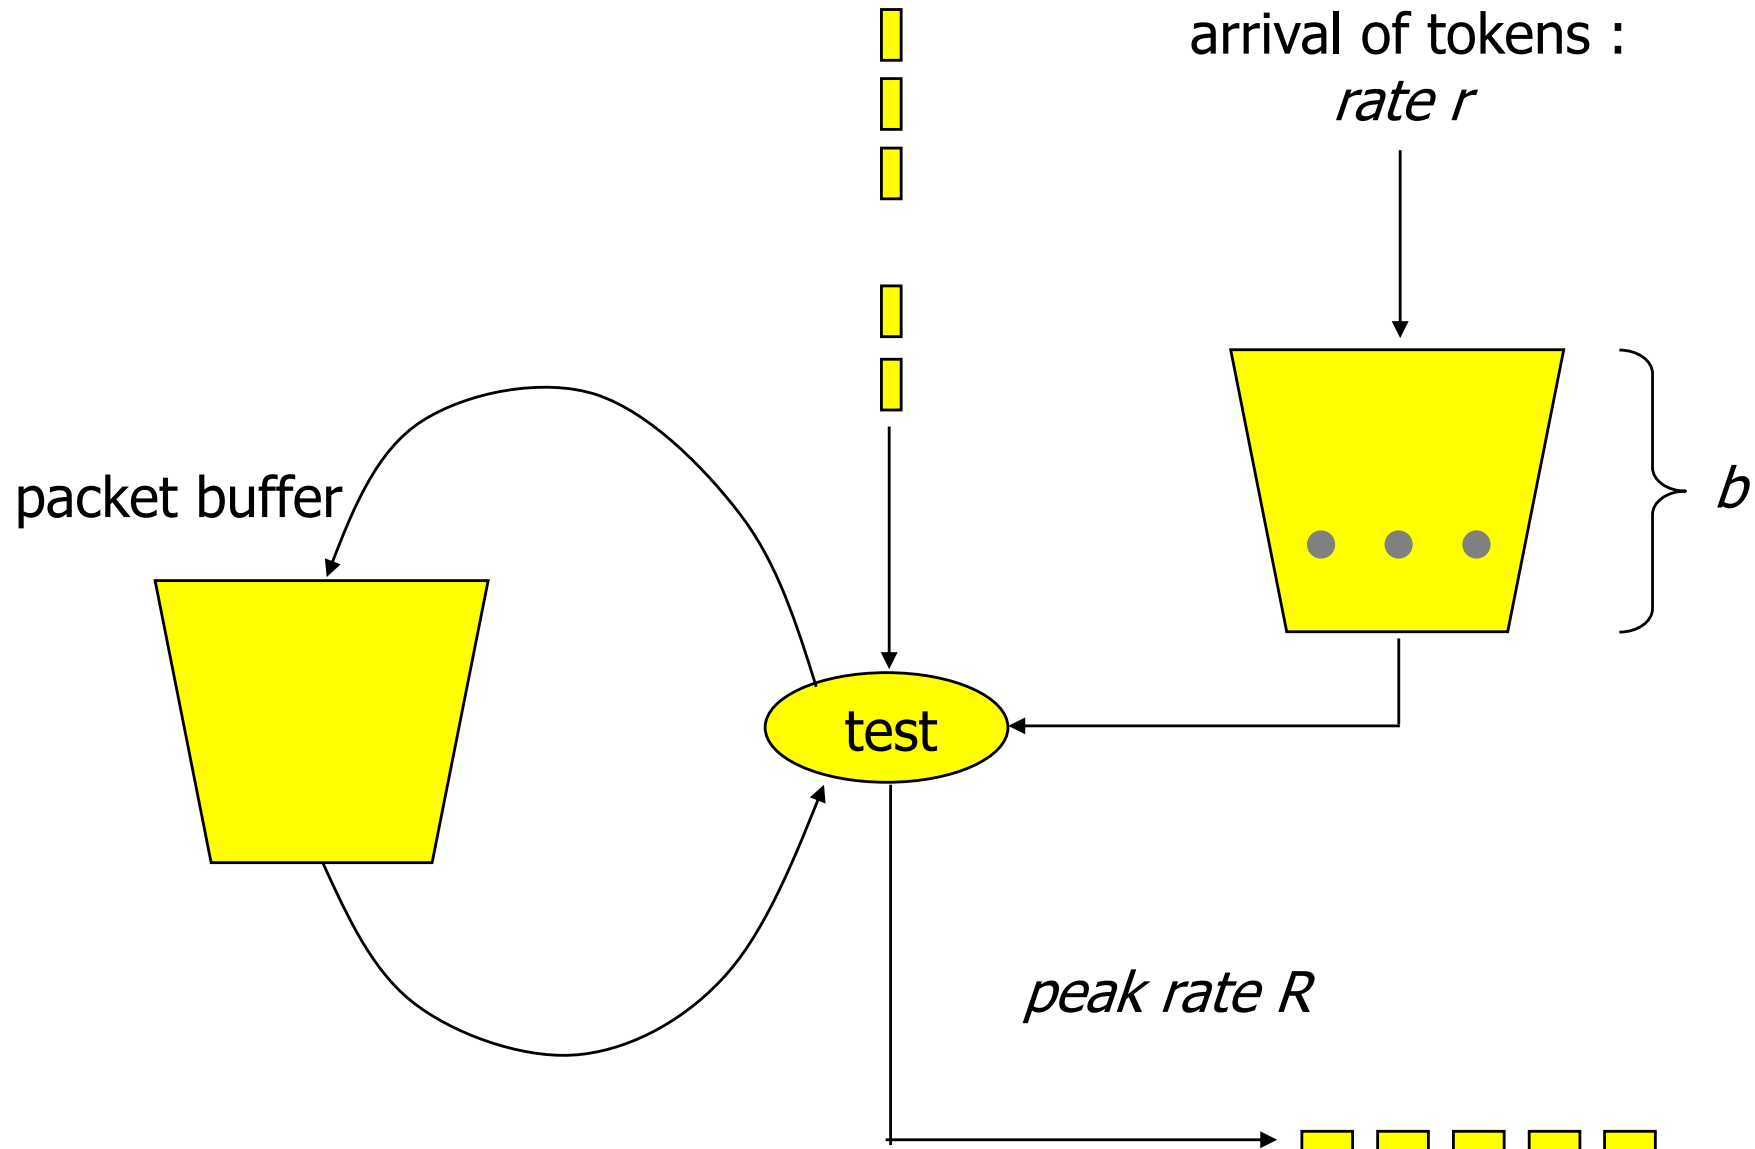 arrival of tokens :
rate r
packet buffer
b
test
peak rate R